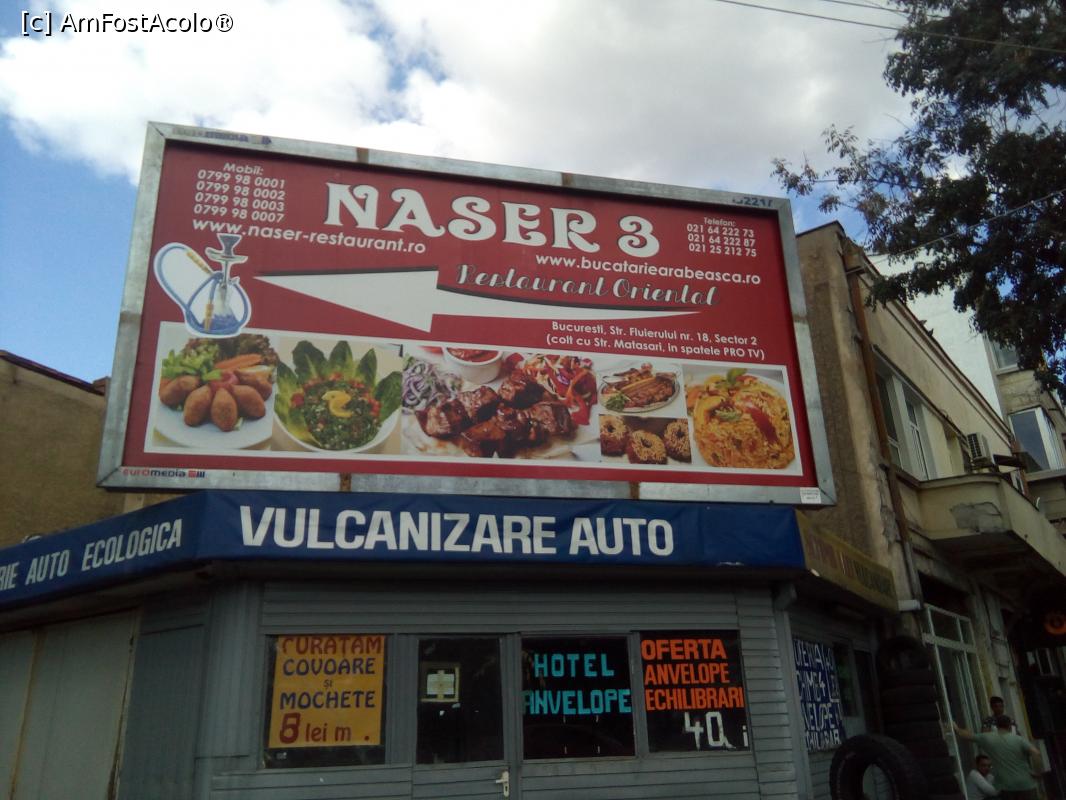 [c] AmFostAcolo®
Mobil:
0799 98 0001
0799 98 0002
0799 98 0003
0799 98 0007
www.naser-restaurant.ro
NASER 3
Telefon:
021 64 222 73
021 64 222 87
021 25 212 75
www.bucatariearabeasca.ro
Restaurant Oriental
Bucuresti, Str. Fluierului nr. 18, Sector 2
(colt cu Str. Matasari, in spatele PRO TV)
euromedia
AUTO ECOLOGICA
VULCANIZARE AUTO
CURATAM
COVOARE
ȘI
MOCHETE
8 lei m.
HOTEL
ANVELOPE
OFERTA
ANVELOPE
ECHILIBRARI
40